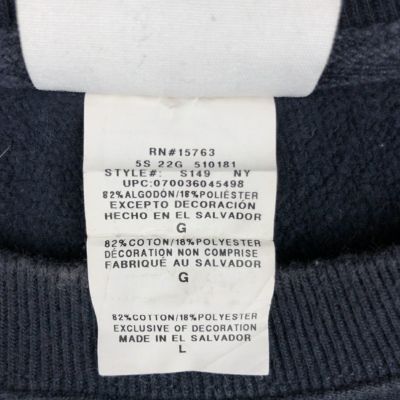 RN#15763
5S 22G 510181
STYLE#: S149 NY
UPC:070036045498
82%ALGODÓN/18%POLIÉSTER
EXCEPTO DECORACIÓN
HECHO EN EL SALVADOR
G
82%COTON/18%POLYESTER
DÉCORATION NON COMPRISE
FABRIQUÉ AU SALVADOR
G
82%COTTON/18%POLYESTER
EXCLUSIVE OF DECORATION
MADE IN EL SALVADOR
L